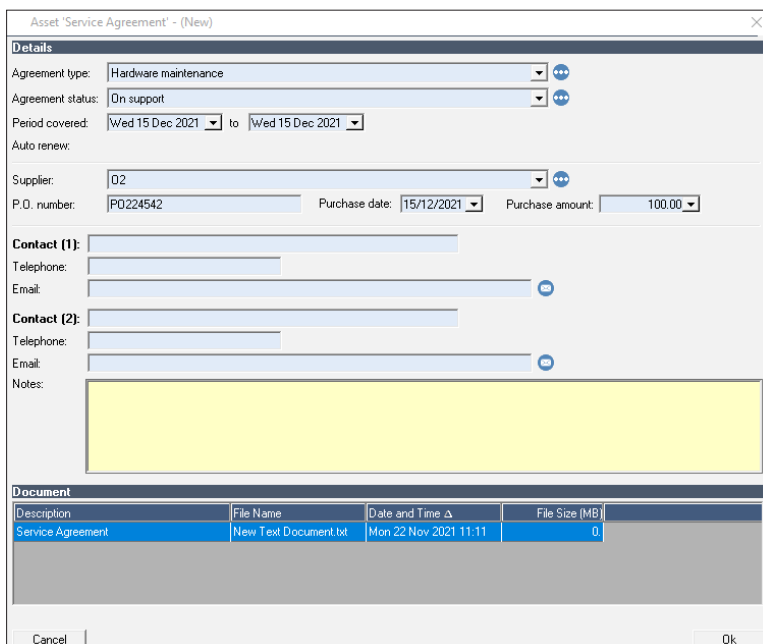 Asset 'Service Agreement' - (New)
Details
Agreement type: Hardware maintenance
Agreement status: On support
Period covered: Wed 15 Dec 2021 to Wed 15 Dec 2021
Auto renew:
Supplier: O2
P.O. number: PO224542 Purchase date: 15/12/2021 Purchase amount: 100.00
Contact (1):
Telephone:
Email:
Contact (2):
Telephone:
Email:
Notes:
Document
Description File Name Date and Time Δ File Size (MB)
Service Agreement New Text Document.txt Mon 22 Nov 2021 11:11 0.
Cancel Ok